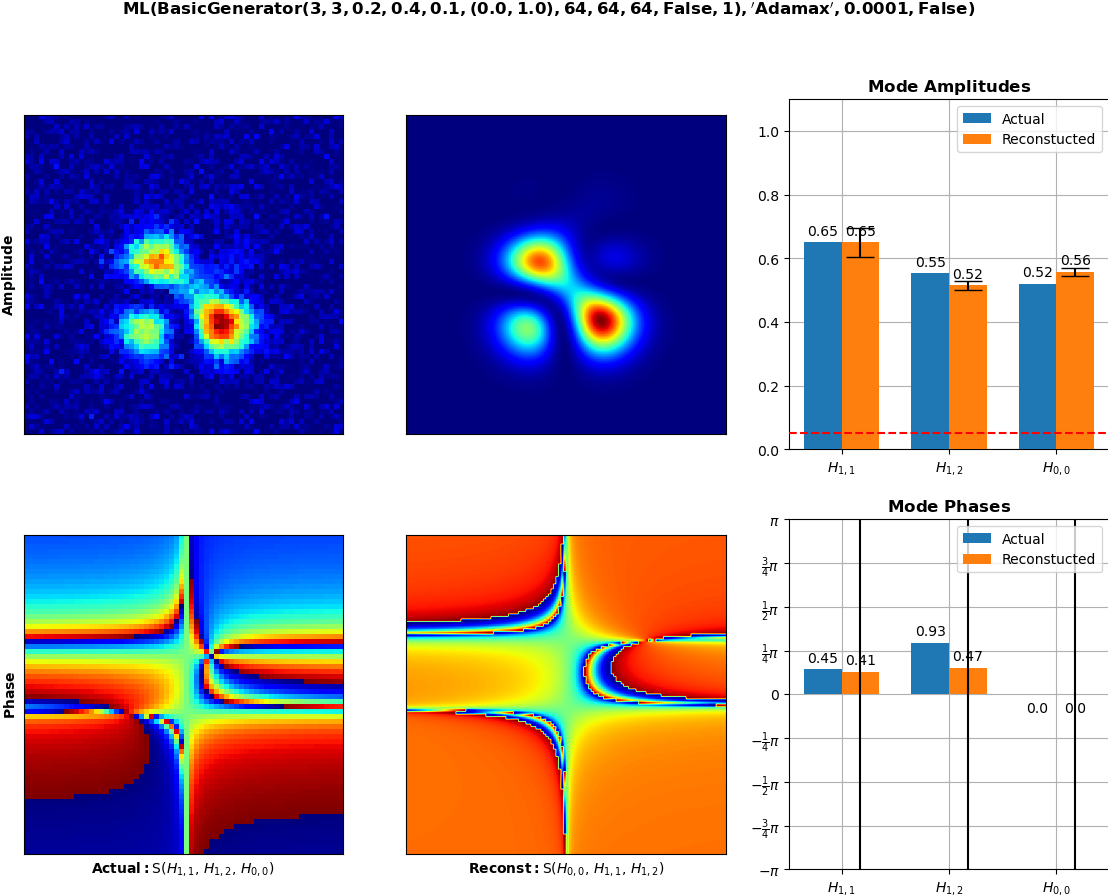 ML(BasicGenerator(3, 3, 0.2, 0.4, 0.1, (0.0, 1.0), 64, 64, 64, False, 1), ′Adamax′, 0.0001, False)
Amplitude
Mode Amplitudes
Actual
Reconstucted
1.0
0.8
0.6
0.4
0.2
0.0
0.65 0.65
0.55 0.52
0.52 0.56
H1,1 H1,2 H0,0
Phase
Actual: S(H1,1, H1,2, H0,0)
Reconst: S(H0,0, H1,1, H1,2)
Mode Phases
Actual
Reconstucted
π
3/4π
1/2π
1/4π
0
−1/4π
−1/2π
−3/4π
−π
0.45 0.41
0.93 0.47
0.0 0.0
H1,1 H1,2 H0,0